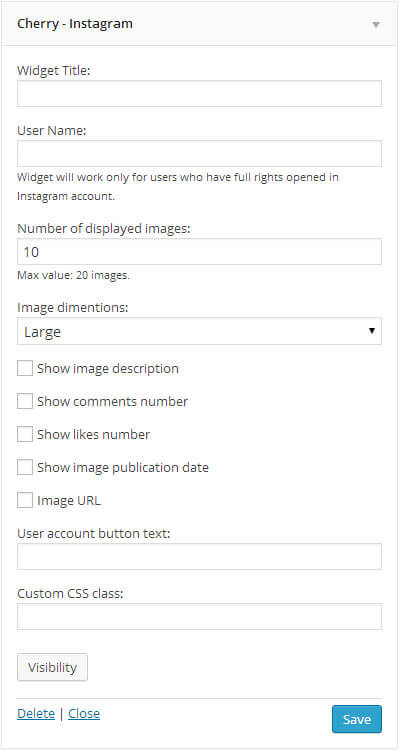 Cherry - Instagram
Widget Title:
User Name:
Widget will work only for users who have full rights opened in
Instagram account.
Number of displayed images:
10
Max value: 20 images.
Image dimentions:
Large
Show image description
Show comments number
Show likes number
Show image publication date
Image URL
User account button text:
Custom CSS class:
Visibility
Delete | Close
Save